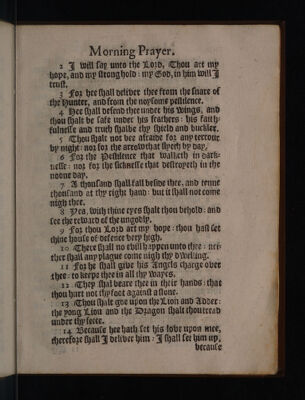 Morning Prayer.
2 I will say unto the Lord, Thou art my
hope, and my strong hold: my God, in him will I
trust.
3 For hee shall deliver thee from the snare of
the Hunter, and from the noysome pestilence.
4 Hee shall defend thee under his wings, and
thou shalt be safe under his feathers: his faith-
fulnesse and truth shalbe thy shield and buckler.
5 Thou shalt not bee afraide for any terrour
by night: nor for the arrow that flyeth by day,
6 For the Pestilence that walketh in dark-
nesse: nor for the sicknesse that destroyeth in the
noone day.
7 A thousand shall fall beside thee, and tenne
thousand at thy right hand: but it shall not come
nigh thee.
8 Yea, with thine eyes shalt thou behold: and
see the reward of the ungodly.
9 For thou Lord art my hope: thou hast set
thine house of defence very high.
10 There shall no evill happen unto thee: nei-
ther shall any plague come nigh thy dwelling.
11 For he shall give his Angels charge over
thee: to keepe thee in all thy wayes.
12 They shal beare thee in their hands: that
thou hurt not thy foot against a stone.
13 Thou shalt goe upon the Lion and Adder:
the yong Lion and the Dragon shalt thou tread
under thy feete.
14 Because hee hath set his love upon mee,
therefore shall I deliver him: I shall set him up,
because